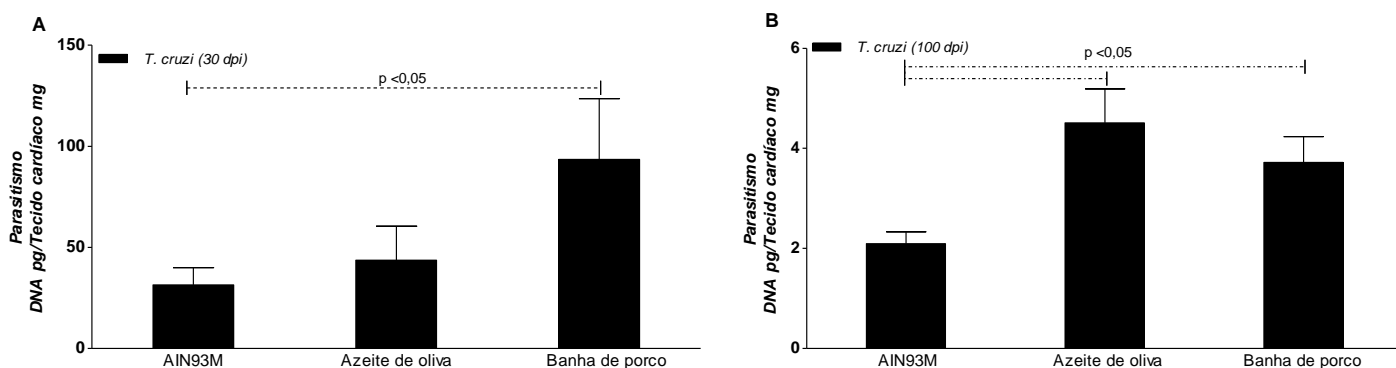 A
Parasitismo
DNA pg/Tecido cardíaco mg
150
100
50
0
T. cruzi (30 dpi)
p <0,05
AIN93M
Azeite de oliva
Banha de porco
B
Parasitismo
DNA pg/Tecido cardíaco mg
6
4
2
0
T. cruzi (100 dpi)
p <0,05
AIN93M
Azeite de oliva
Banha de porco